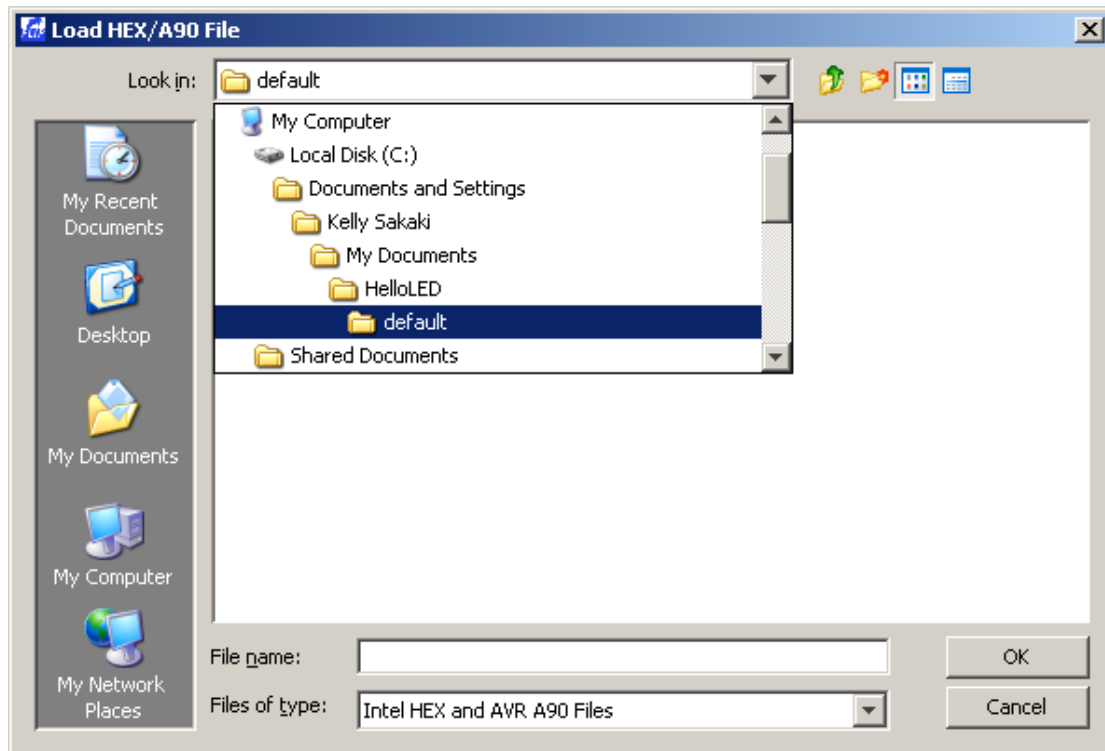 Load HEX/A90 File
Look in:
default
My Computer
Local Disk (C:)
Documents and Settings
Kelly Sakaki
My Documents
HelloLED
default
Shared Documents
My Recent
Documents
Desktop
My Documents
My Computer
My Network
Places
File name:
OK
Files of type:
Intel HEX and AVR A90 Files
Cancel